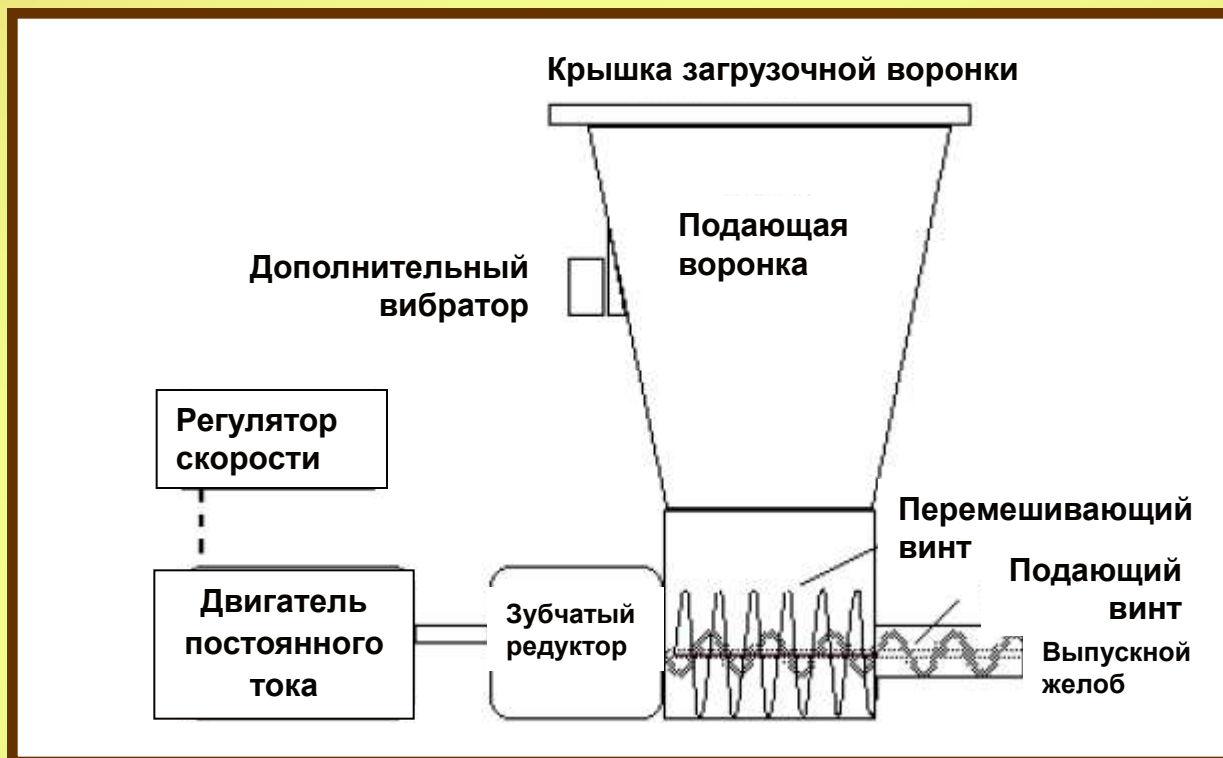 Крышка загрузочной воронки
Подающая
воронка
Дополнительный
вибратор
Регулятор
скорости
Перемешивающий
винт
Подающий
винт
Двигатель
постоянного
тока
Зубчатый
редуктор
Выпускной
желоб